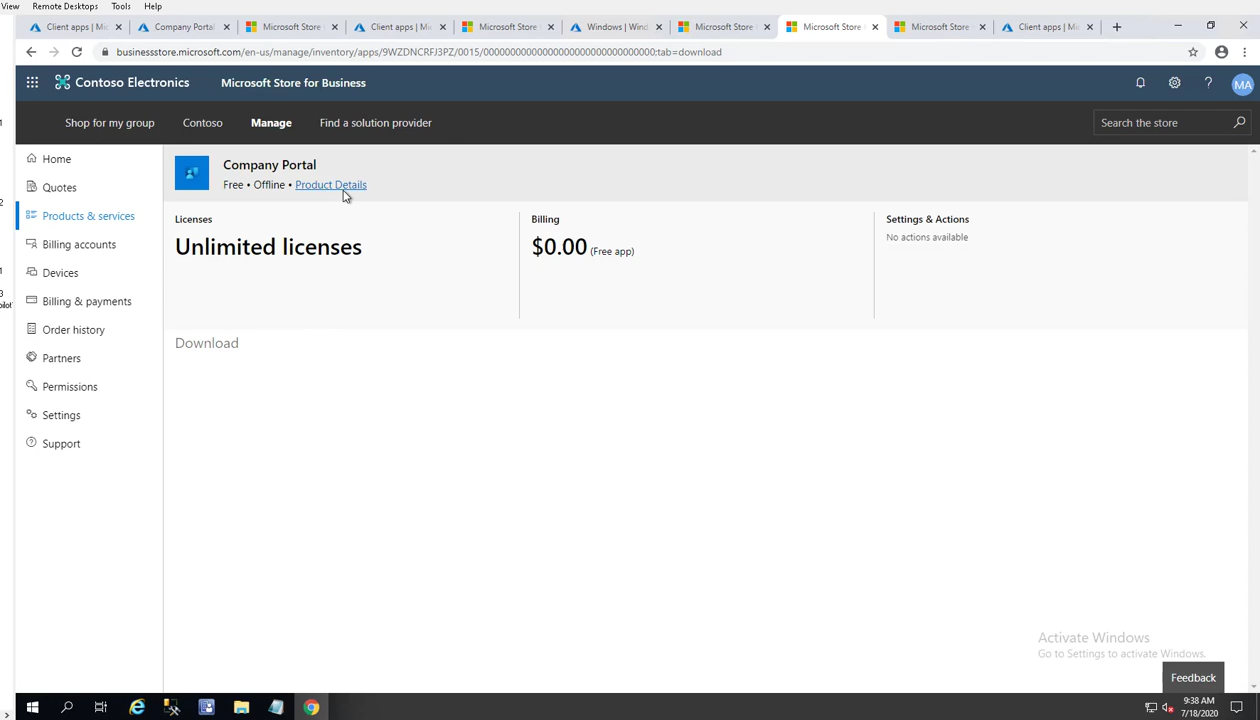 View Remote Desktops Tools Help
Client apps | Mi
Company Portal
Microsoft Store
Client apps | Mic
Microsoft Store
Windows | Wind
Microsoft Store
Microsoft Store
Microsoft Store
Client apps | Mi
businessstore.microsoft.com/en-us/manage/inventory/apps/9WZDNCRFJ3PZ/0015/00000000000000000000000000000000;tab=download
Contoso Electronics
Microsoft Store for Business
MA
Shop for my group
Contoso
Manage
Find a solution provider
Search the store
Home
Quotes
Products & services
Billing accounts
Devices
Billing & payments
Order history
Partners
Permissions
Settings
Support
Company Portal
Free • Offline • Product Details
Licenses
Unlimited licenses
Billing
$0.00 (Free app)
Settings & Actions
No actions available
Download
Activate Windows
Go to Settings to activate Windows.
Feedback
9:38 AM
7/18/2020